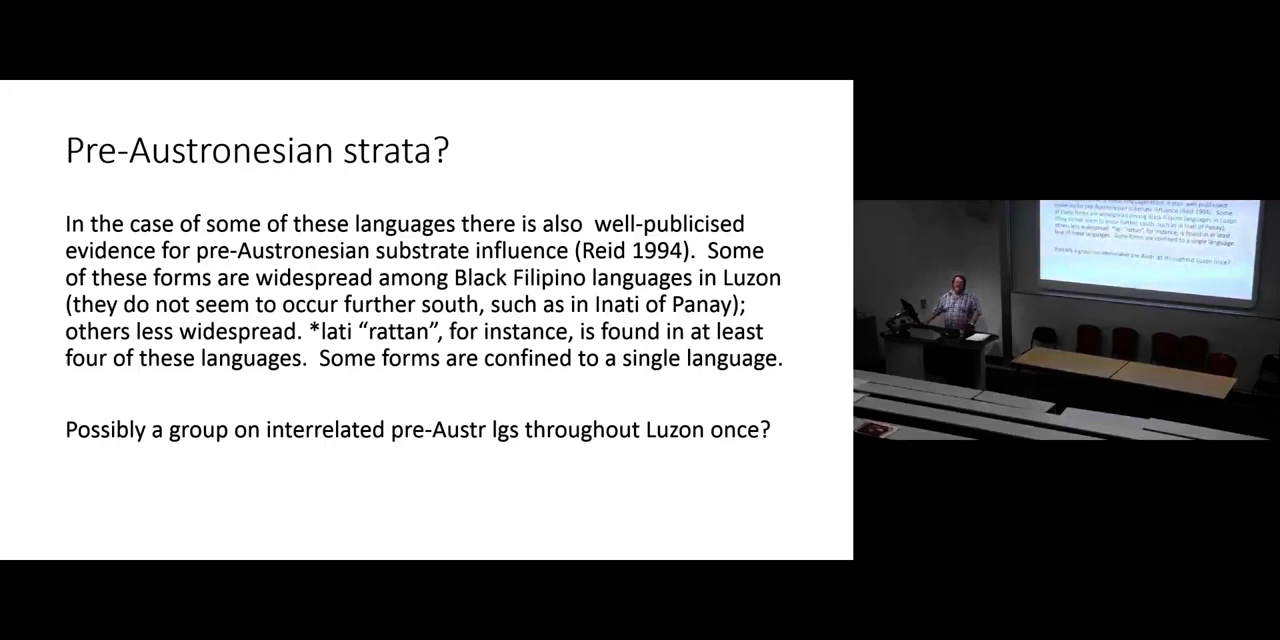 Pre-Austronesian strata?
In the case of some of these languages there is also well-publicised
evidence for pre-Austronesian substrate influence (Reid 1994). Some
of these forms are widespread among Black Filipino languages in Luzon
(they do not seem to occur further south, such as in Inati of Panay);
others less widespread. *lati “rattan”, for instance, is found in at least
four of these languages. Some forms are confined to a single language.
Possibly a group on interrelated pre-Austr lgs throughout Luzon once?